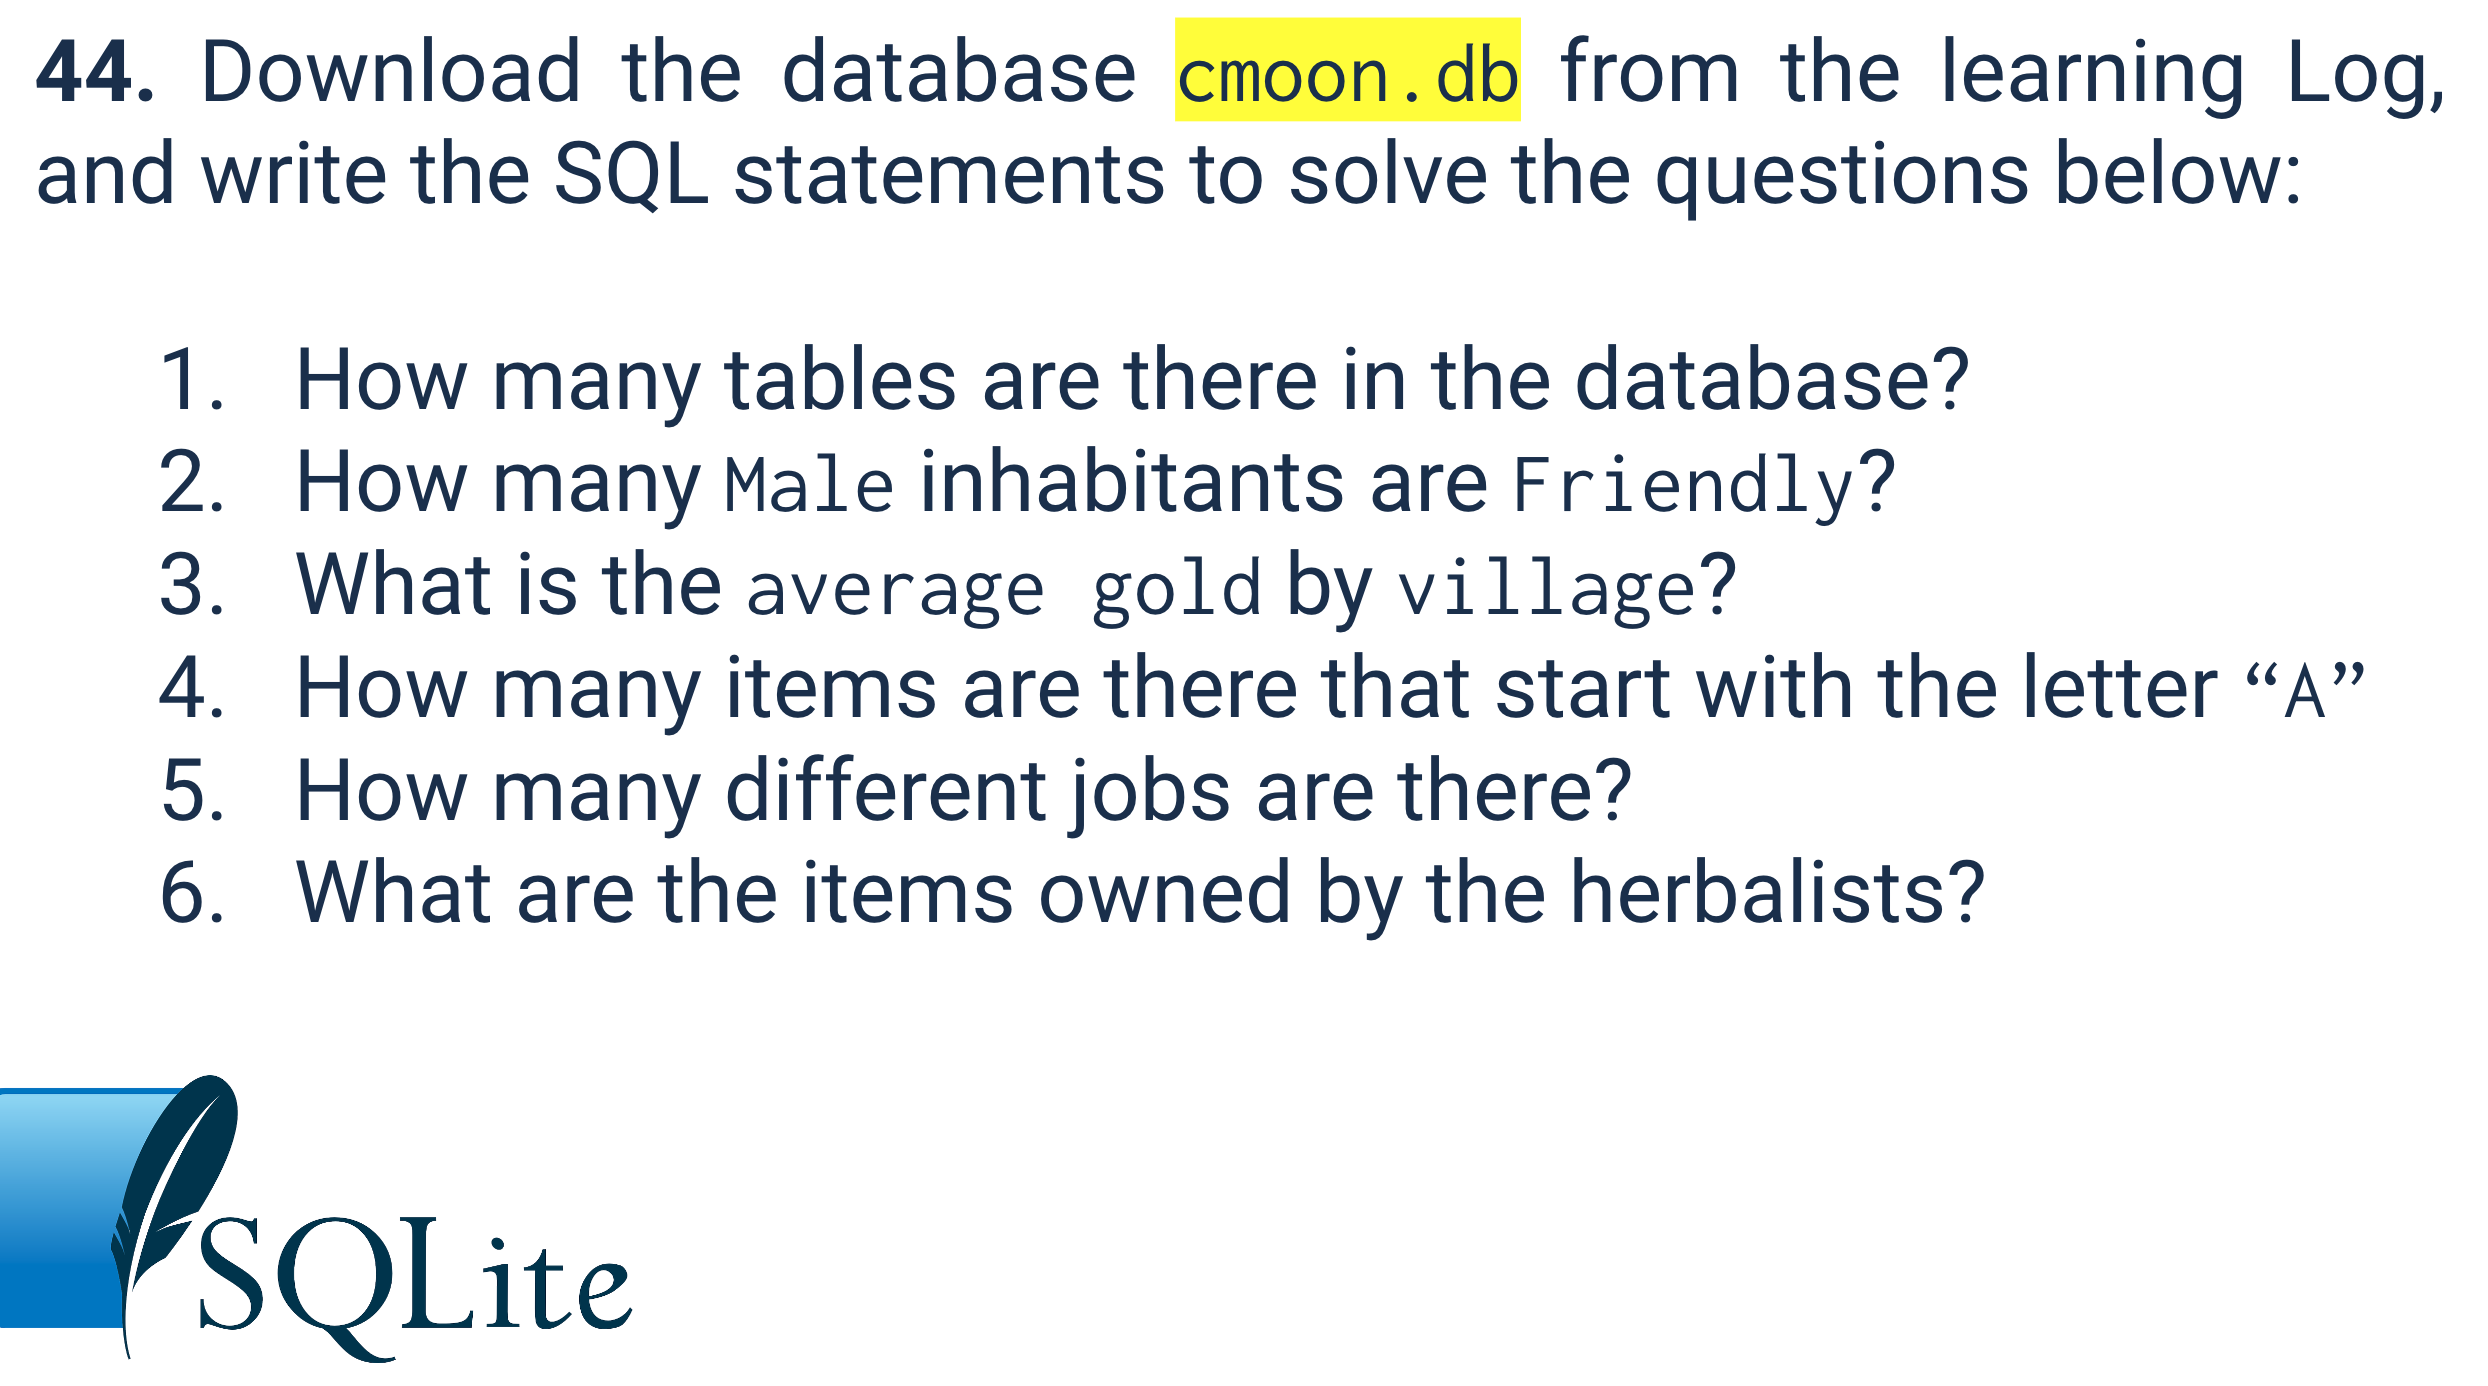 44. Download the database cmoon.db from the learning Log,
and write the SQL statements to solve the questions below:
1. How many tables are there in the database?
2. How many Male inhabitants are Friendly?
3. What is the average gold by village?
4. How many items are there that start with the letter “A”
5. How many different jobs are there?
6. What are the items owned by the herbalists?
SQLite